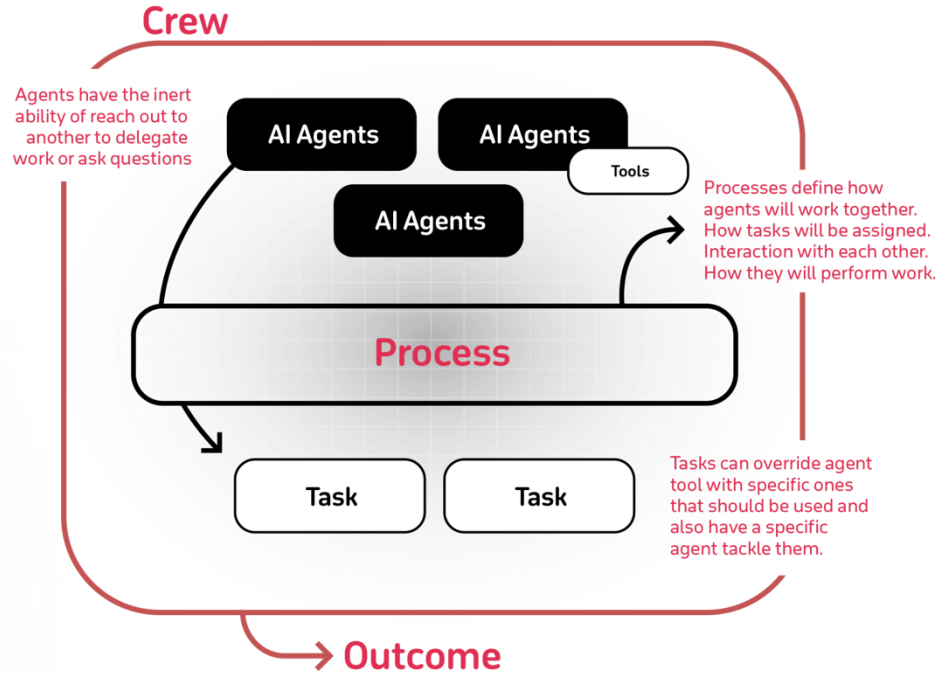 Crew
Agents have the inert
ability of reach out to
another to delegate
work or ask questions
AI Agents
AI Agents
Tools
AI Agents
Processes define how
agents will work together.
How tasks will be assigned.
Interaction with each other.
How they will perform work.
Process
Task
Task
Tasks can override agent
tool with specific ones
that should be used and
also have a specific
agent tackle them.
Outcome